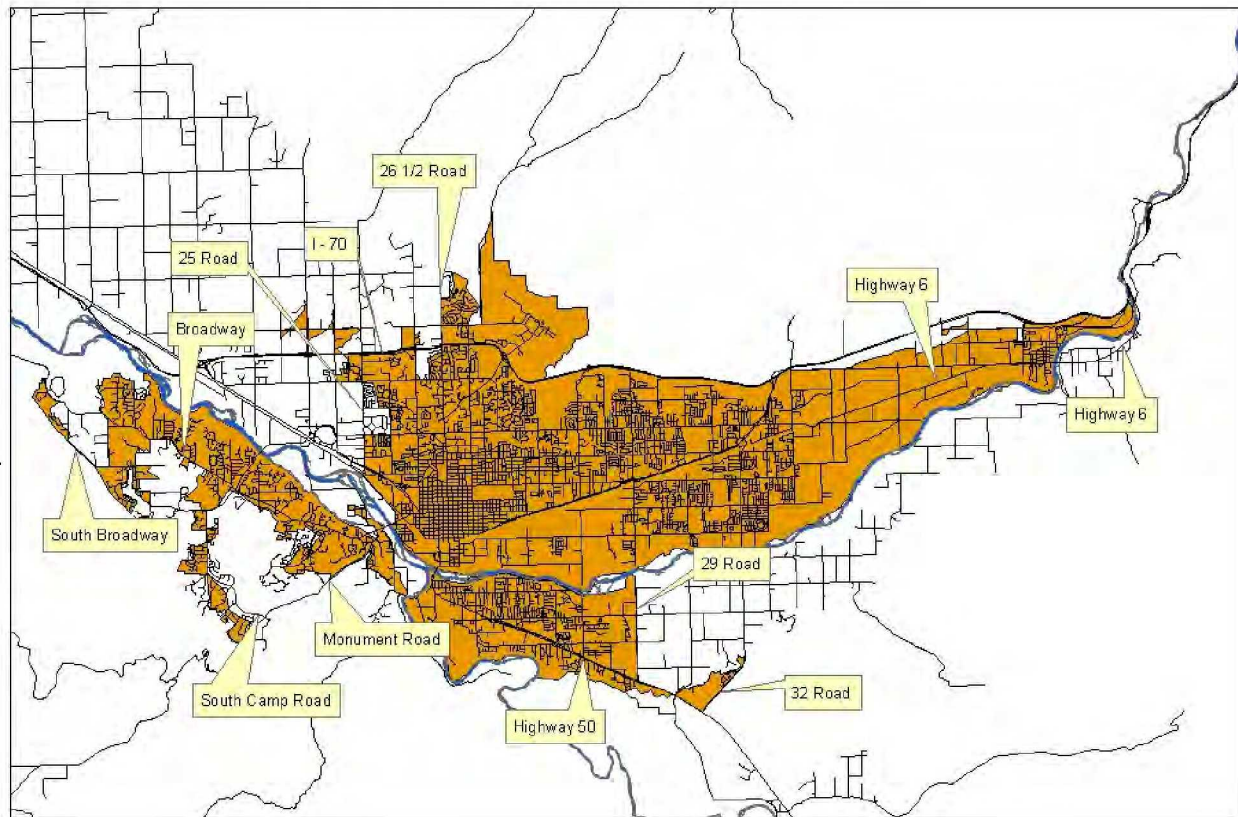 26 1/2 Road
I - 70
25 Road
Highway 6
Broadway
Highway 6
South Broadway
29 Road
Monument Road
South Camp Road
32 Road
Highway 50